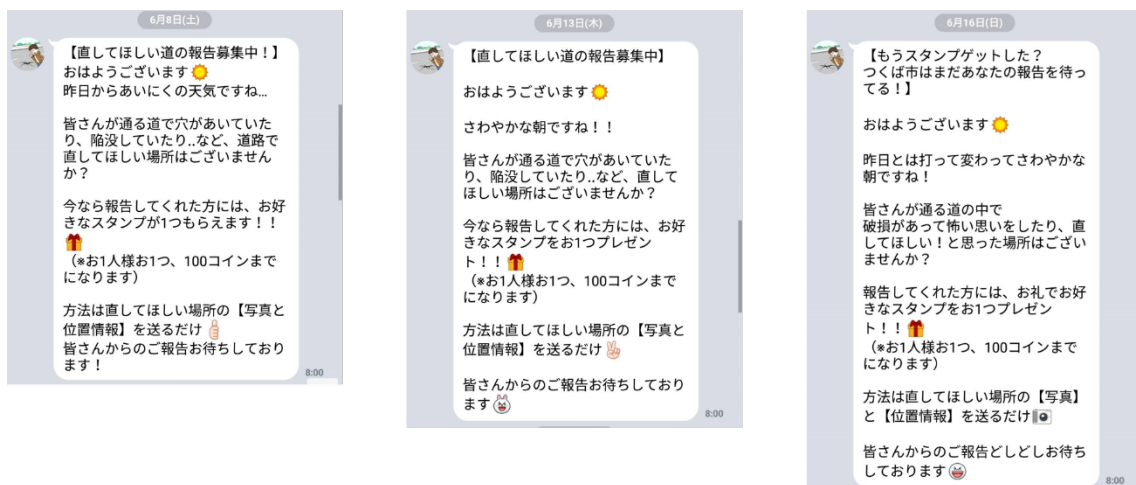 6月8日(土)
【直してほしい道の報告募集中！】
おはようございます☀
昨日からあいにくの天気ですね…
皆さんが通る道で穴があいていた
り、陥没していたり..など、道路で
直してほしい場所はございません
か？
今なら報告してくれた方には、お好
きなスタンプが1つもらえます！！
🎁
（※お1人様お1つ、100コインまで
になります）
方法は直してほしい場所の【写真と
位置情報】を送るだけ👍
皆さんからのご報告お待ちしており
ます！
8:00
6月13日(木)
【直してほしい道の報告募集中】
おはようございます☀
さわやかな朝ですね！！
皆さんが通る道で穴があいていた
り、陥没していたり..など、直して
ほしい場所はございませんか？
今なら報告してくれた方には、お好
きなスタンプをお1つプレゼン
ト！！🎁
（※お1人様お1つ、100コインまで
になります）
方法は直してほしい場所の【写真と
位置情報】を送るだけ✌
皆さんからのご報告お待ちしており
ます
8:00
6月16日(日)
【もうスタンプゲットした？
つくば市はまだあなたの報告を待っ
てる！】
おはようございます☀
昨日とは打って変わってさわやかな
朝ですね！
皆さんが通る道の中で
破損があって怖い思いをしたり、直
してほしい！と思った場所はござい
ませんか？
報告してくれた方には、お礼でお好
きなスタンプをお1つプレゼン
ト！！🎁
（※お1人様お1つ、100コインまで
になります）
方法は直してほしい場所の【写真】
と【位置情報】を送るだけ
皆さんからのご報告どしどしお待ち
しております
8:00